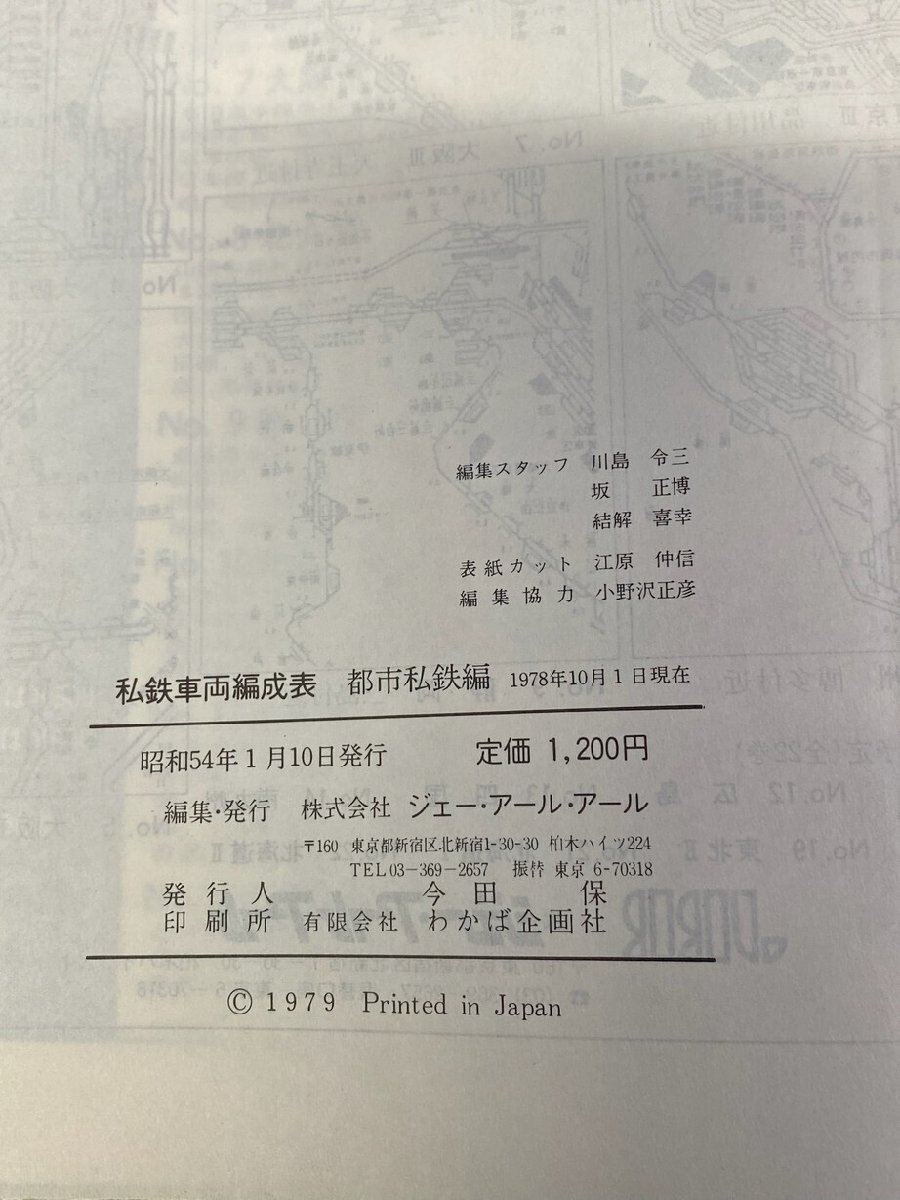 編集スタッフ 川島 令三
坂 正博
結解 喜幸
表紙カット 江原 仲信
編集協力 小野沢正彦
私鉄車両編成表 都市私鉄編 1978年10月1日現在
昭和54年1月10日発行 定価 1,200円
編集・発行 株式会社 ジェー・アール・アール
〒160 東京都新宿区北新宿1-30-30 柏木ハイツ224
TEL03-369-2657 振替 東京 6-70318
発行人 今田 保
印刷所 有限会社 わかば企画社
© 1979 Printed in Japan